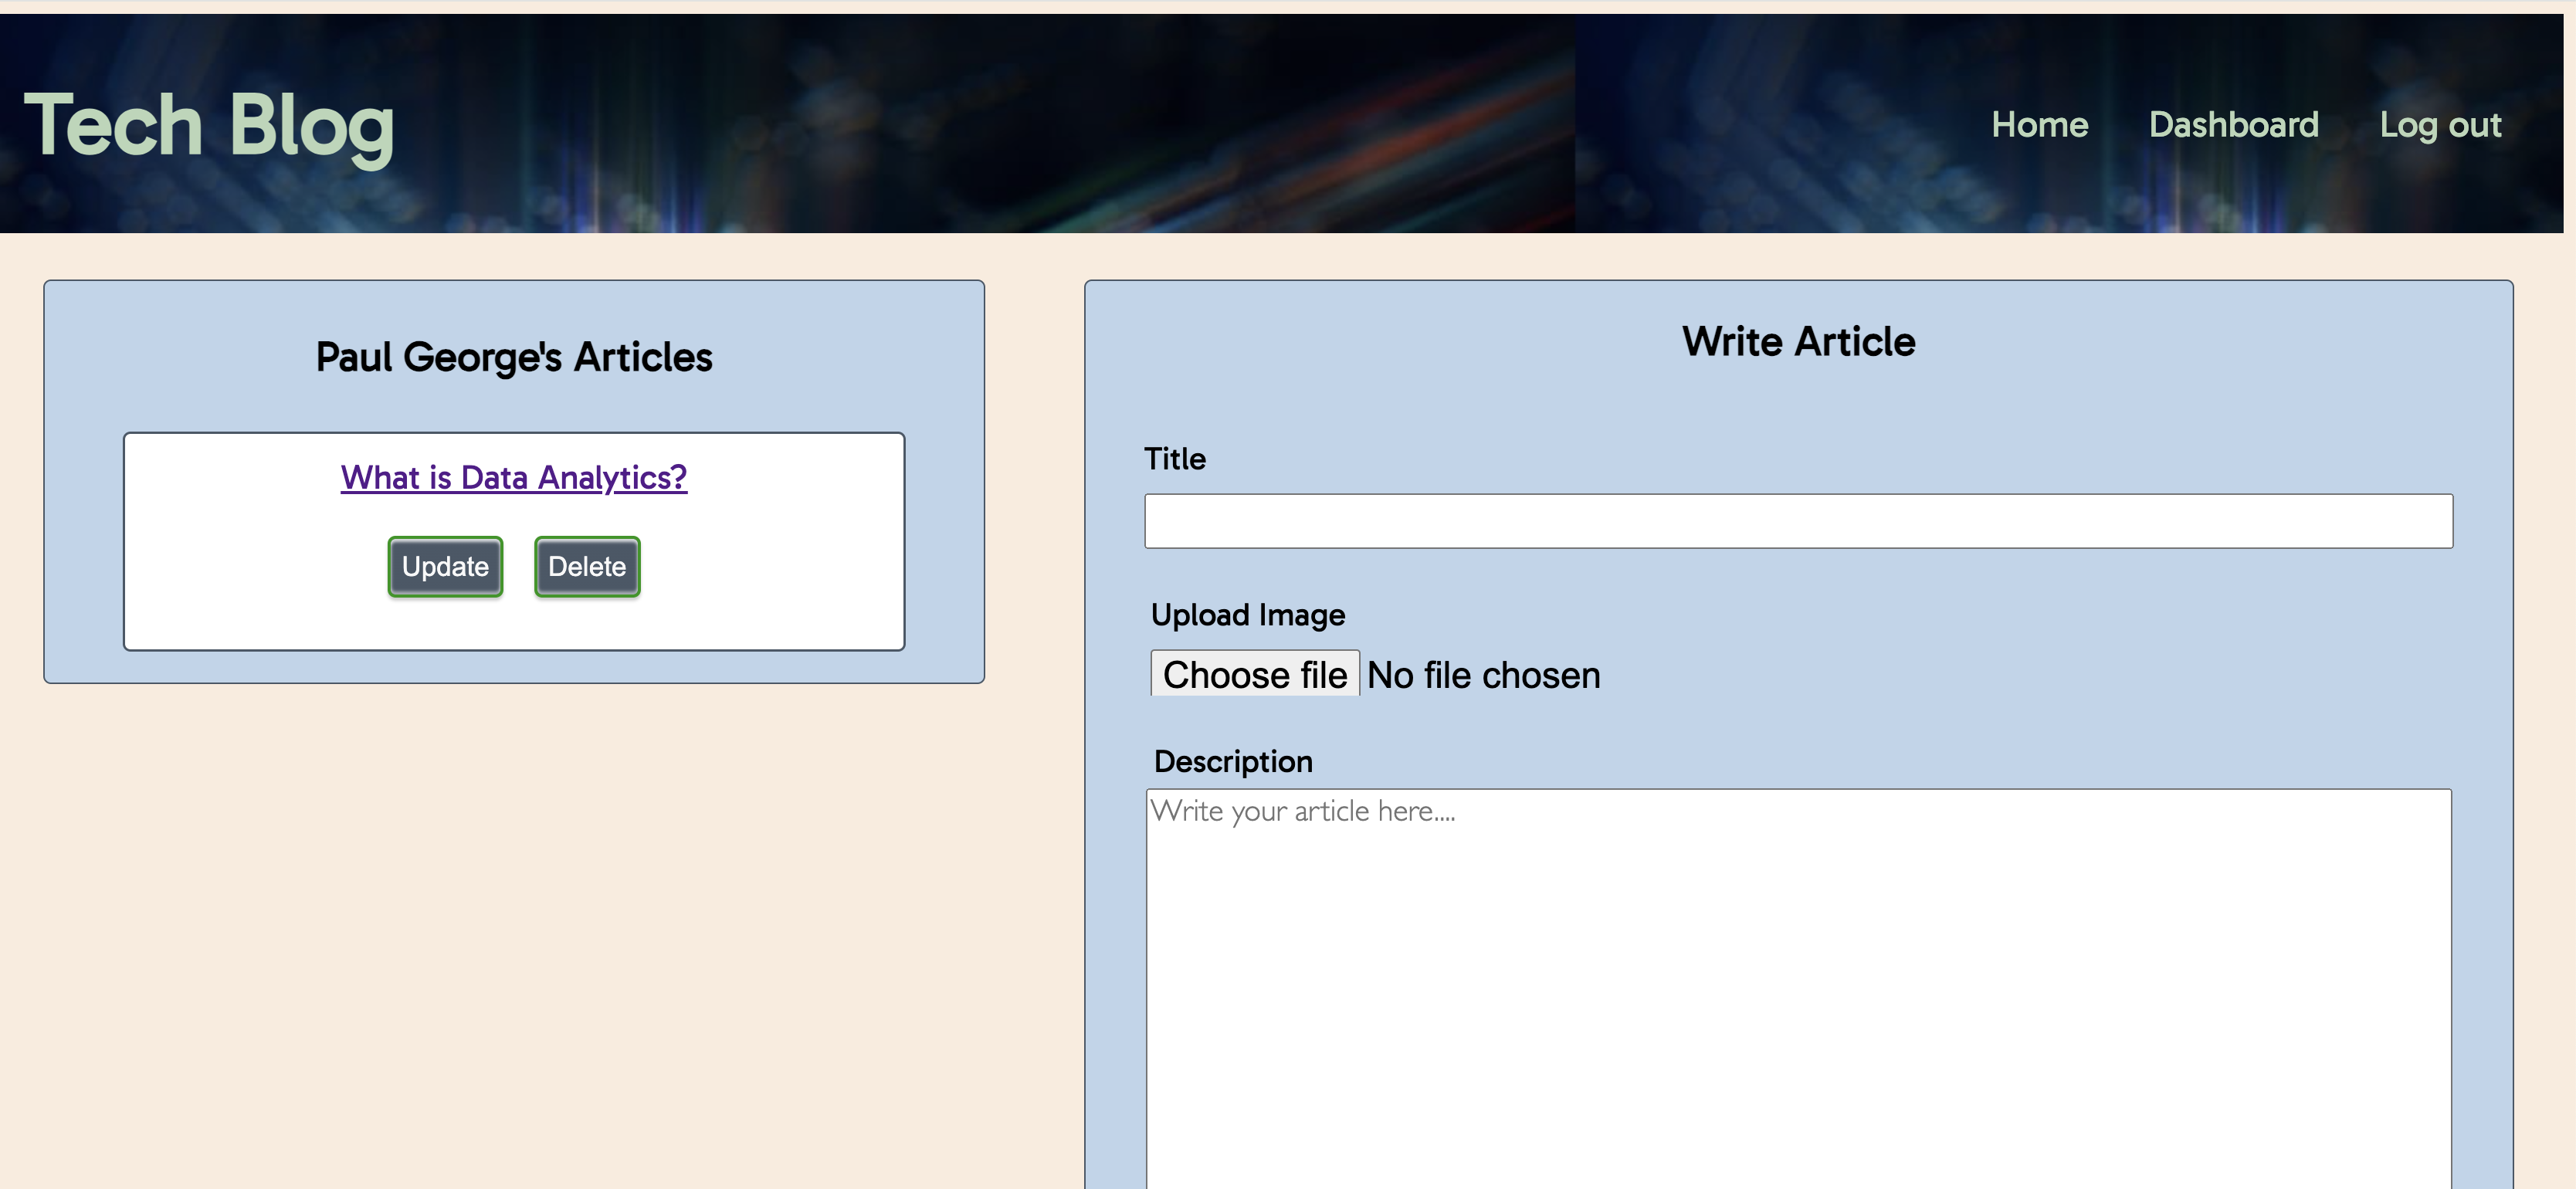 Tech Blog
Home Dashboard Log out
Paul George's Articles
What is Data Analytics?
Update Delete
Write Article
Title
Upload Image
Choose file No file chosen
Description
Write your article here....